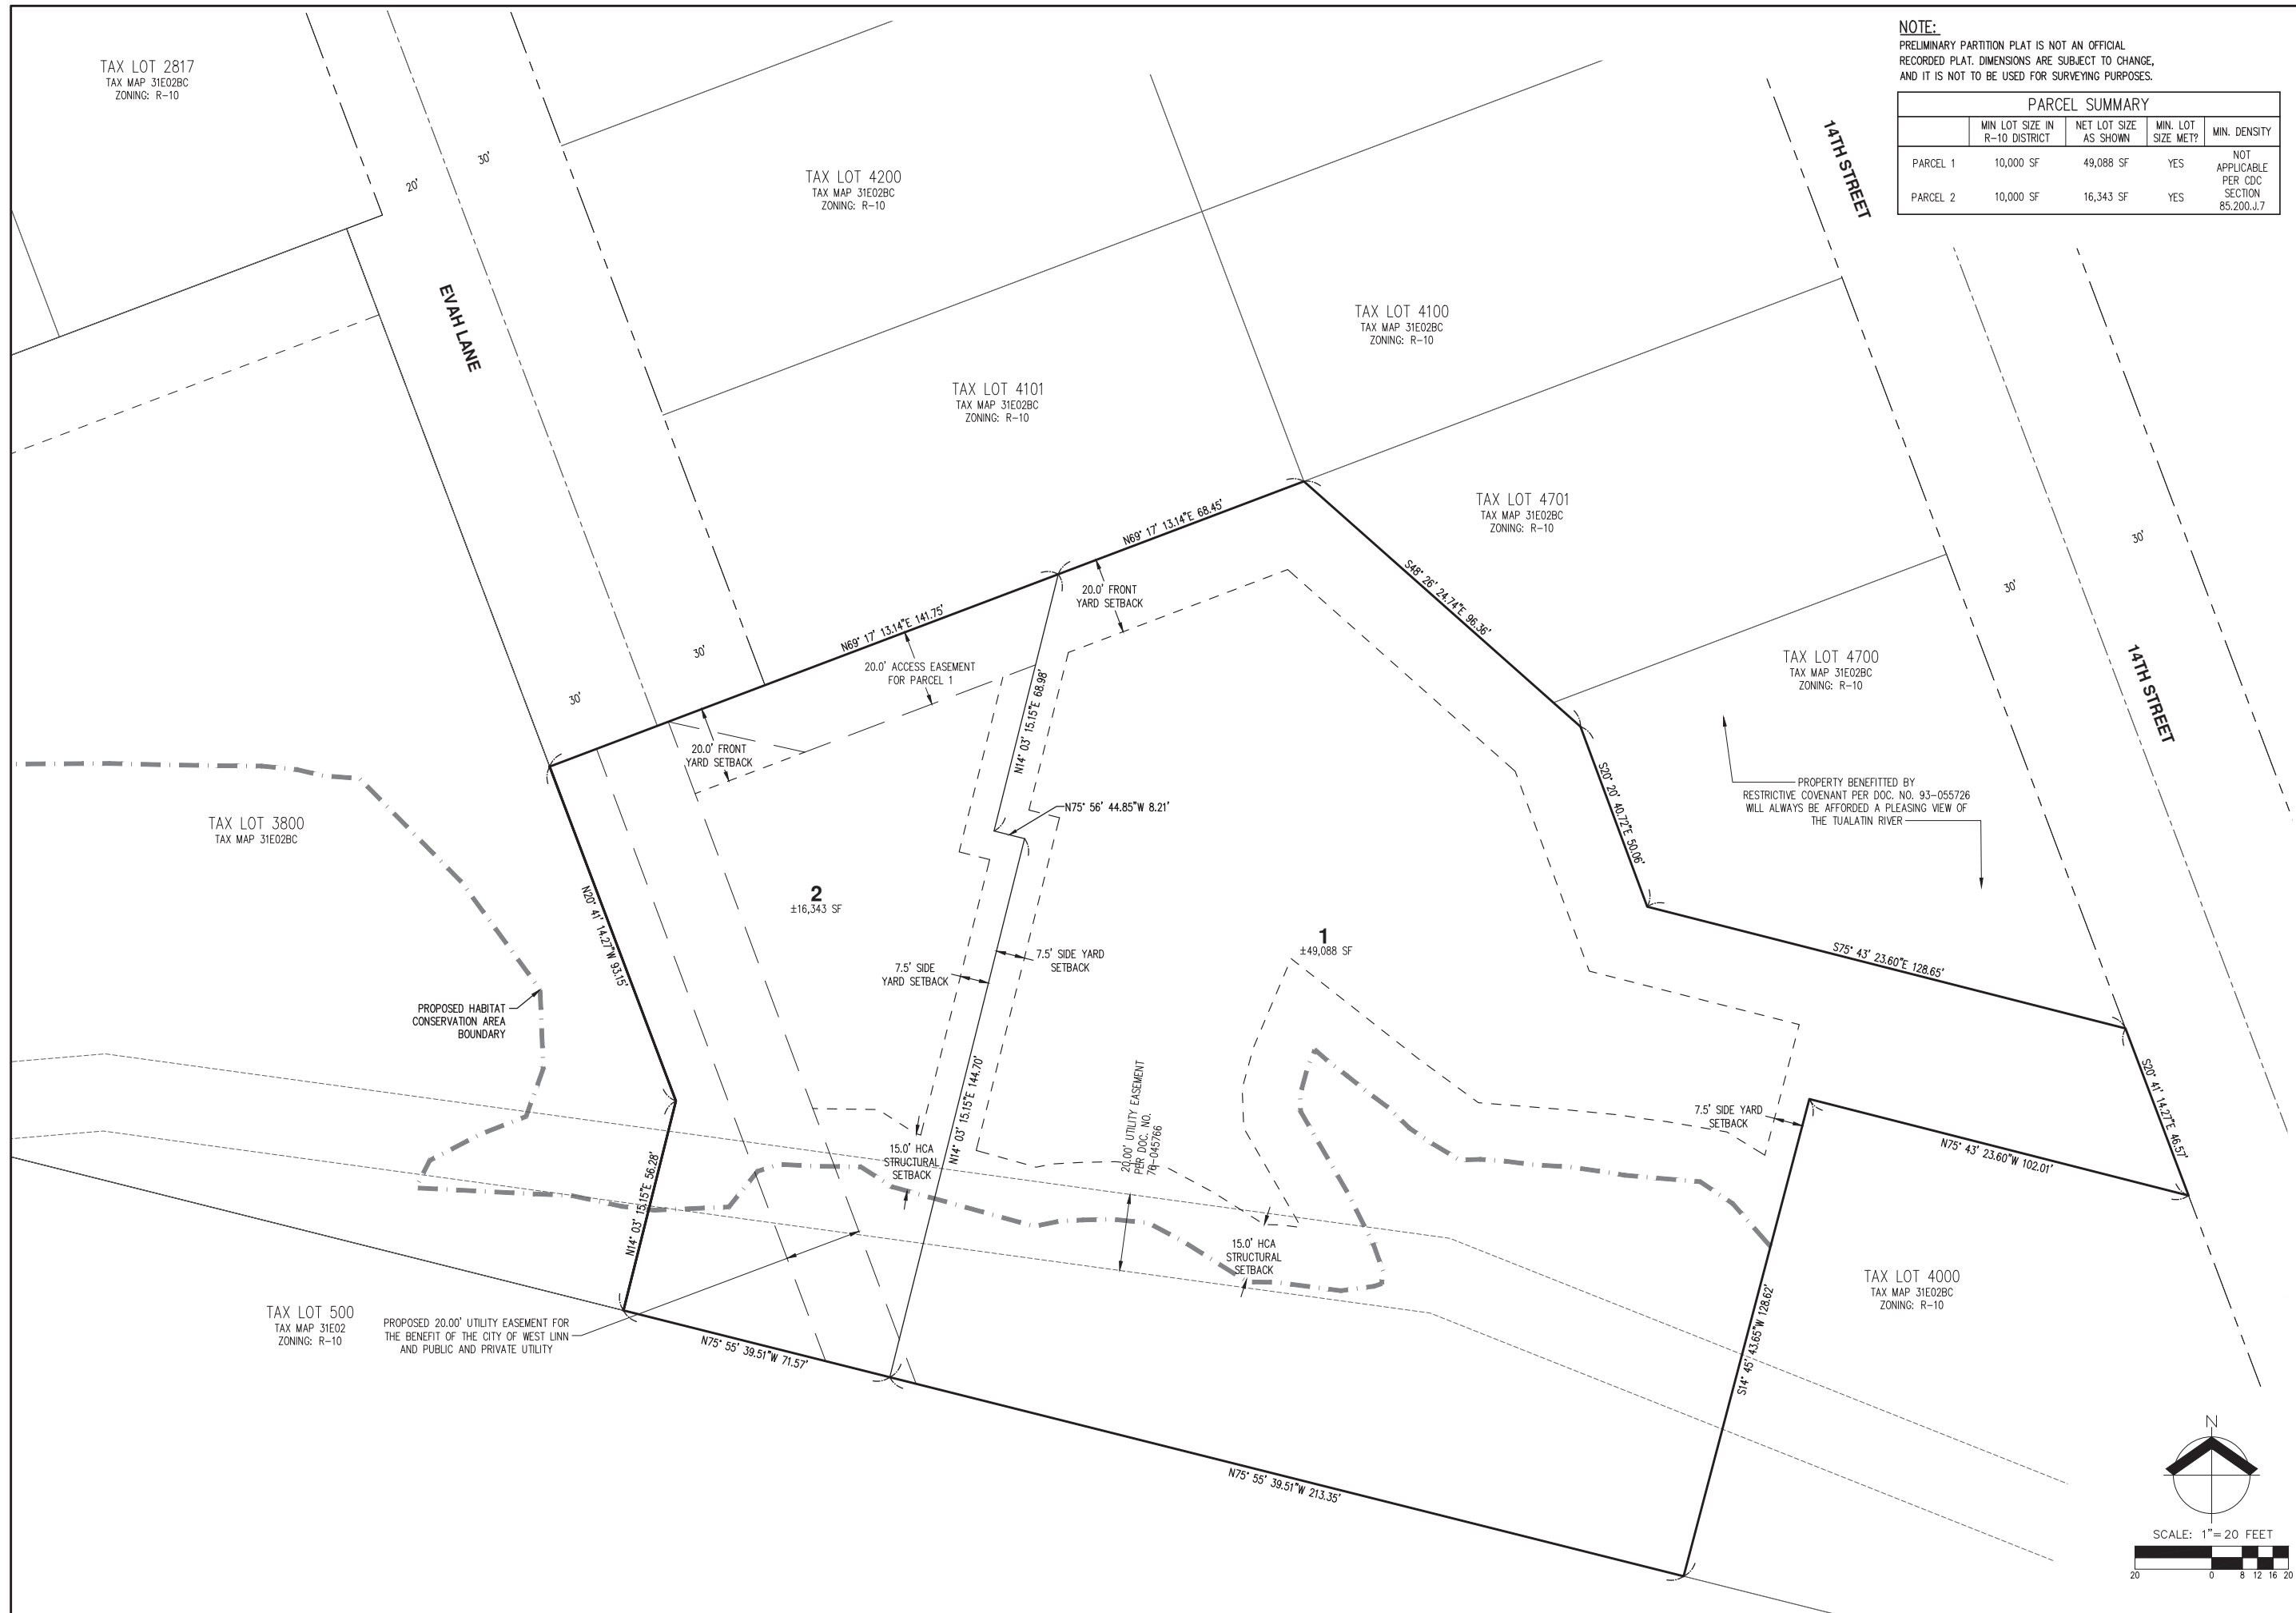 NOTE:
PRELIMINARY PARTITION PLAT IS NOT AN OFFICIAL
RECORDED PLAT. DIMENSIONS ARE SUBJECT TO CHANGE,
AND IT IS NOT TO BE USED FOR SURVEYING PURPOSES.
PARCEL SUMMARY
MIN LOT SIZE IN R-10 DISTRICT NET LOT SIZE AS SHOWN MIN. LOT SIZE MET? MIN. DENSITY
PARCEL 1 10,000 SF 49,088 SF YES
PARCEL 2 10,000 SF 16,343 SF YES
NOT
APPLICABLE
PER CDC
SECTION
85.200.J.7
TAX LOT 2817
TAX MAP 31E02BC
ZONING: R-10
30'
20'
EVAH LANE
TAX LOT 4200
TAX MAP 31E02BC
ZONING: R-10
14TH STREET
TAX LOT 4100
TAX MAP 31E02BC
ZONING: R-10
TAX LOT 4101
TAX MAP 31E02BC
ZONING: R-10
TAX LOT 4701
TAX MAP 31E02BC
ZONING: R-10
30'
30'
N69° 17' 13.14"E 68.45'
S48° 26' 24.74"E 96.36'
20.0' FRONT
YARD SETBACK
N69° 17' 13.14"E 141.75'
30'
30'
20.0' ACCESS EASEMENT
FOR PARCEL 1
TAX LOT 4700
TAX MAP 31E02BC
ZONING: R-10
14TH STREET
N14° 03' 15.15"E 68.98'
20.0' FRONT
YARD SETBACK
N75° 56' 44.85"W 8.21'
S20° 20' 40.72"E 50.06'
PROPERTY BENEFITTED BY
RESTRICTIVE COVENANT PER DOC. NO. 93-055726
WILL ALWAYS BE AFFORDED A PLEASING VIEW OF
THE TUALATIN RIVER
TAX LOT 3800
TAX MAP 31E02BC
N20° 41' 14.27"W 93.15'
2
±16,343 SF
1
±49,088 SF
7.5' SIDE YARD
SETBACK
7.5' SIDE
YARD SETBACK
S75° 43' 23.60"E 128.65'
PROPOSED HABITAT
CONSERVATION AREA
BOUNDARY
N14° 03' 15.15"E 144.70'
20.00' UTILITY EASEMENT
PER DOC. NO.
7.5' SIDE YARD
SETBACK
S20° 41' 14.27"E 46.57'
N75° 43' 23.60"W 102.01'
15.0' HCA
STRUCTURAL
SETBACK
N14° 03' 15.15"E 56.28'
15.0' HCA
STRUCTURAL
SETBACK
TAX LOT 4000
TAX MAP 31E02BC
ZONING: R-10
TAX LOT 500
TAX MAP 31E02
ZONING: R-10
PROPOSED 20.00' UTILITY EASEMENT FOR
THE BENEFIT OF THE CITY OF WEST LINN
AND PUBLIC AND PRIVATE UTILITY
N75° 55' 39.51"W 71.57'
S14° 45' 43.65"W 128.62'
N75° 55' 39.51"W 213.35'
N
SCALE: 1"= 20 FEET
20 0 8 12 16 20